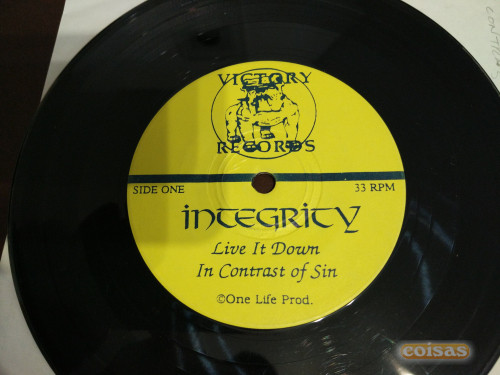 VICTORY
RECORDS
SIDE ONE
33 RPM
INTEGRITY
Live It Down
In Contrast of Sin
©One Life Prod.
coisas